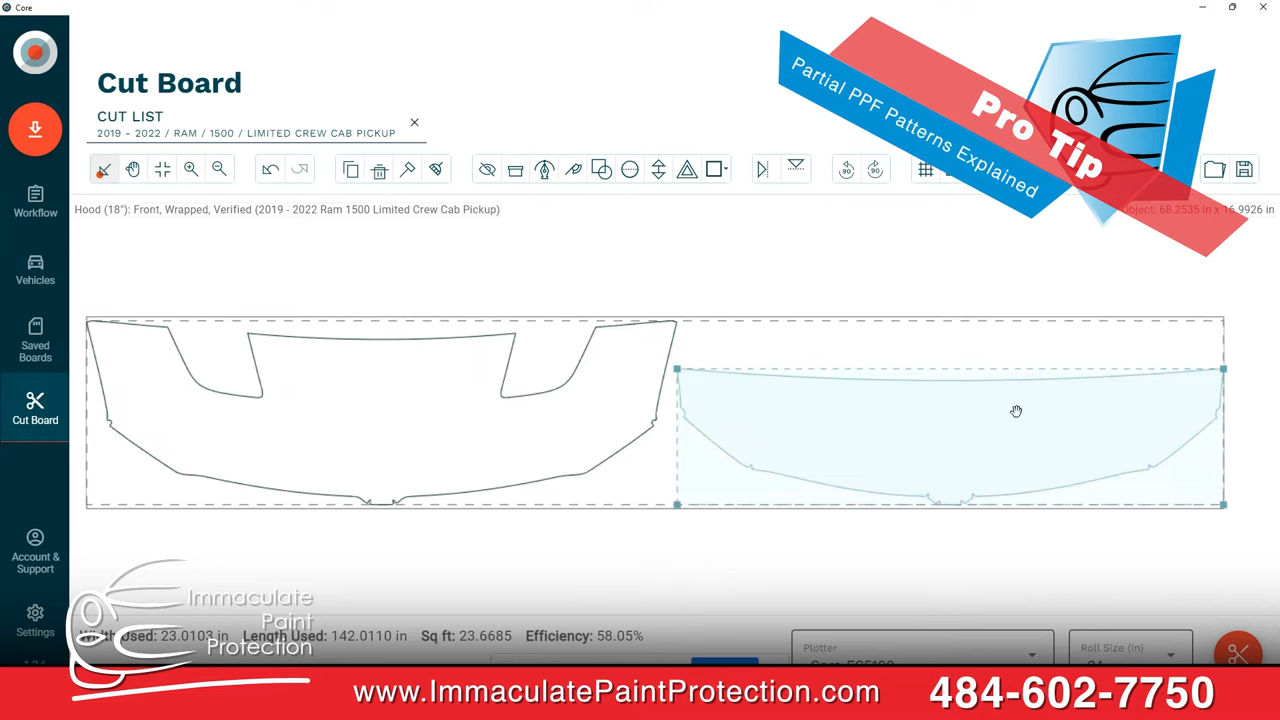 Core
Cut Board
CUT LIST
2019 - 2022 / RAM / 1500 / LIMITED CREW CAB PICKUP
Partial PPF Patterns Explained
Pro Tip
Workflow
Vehicles
Saved
Boards
Cut Board
Account &
Support
Settings
Hood (18"): Front, Wrapped, Verified (2019 - 2022 Ram 1500 Limited Crew Cab Pickup)
Object: 68.2535 in x 16.9926 in
Immaculate
Paint
Protection
Width Used: 23.0103 in Length Used: 142.0110 in Sq ft: 23.6685 Efficiency: 58.05%
Plotter
Roll Size (in)
www.ImmaculatePaintProtection.com
484-602-7750